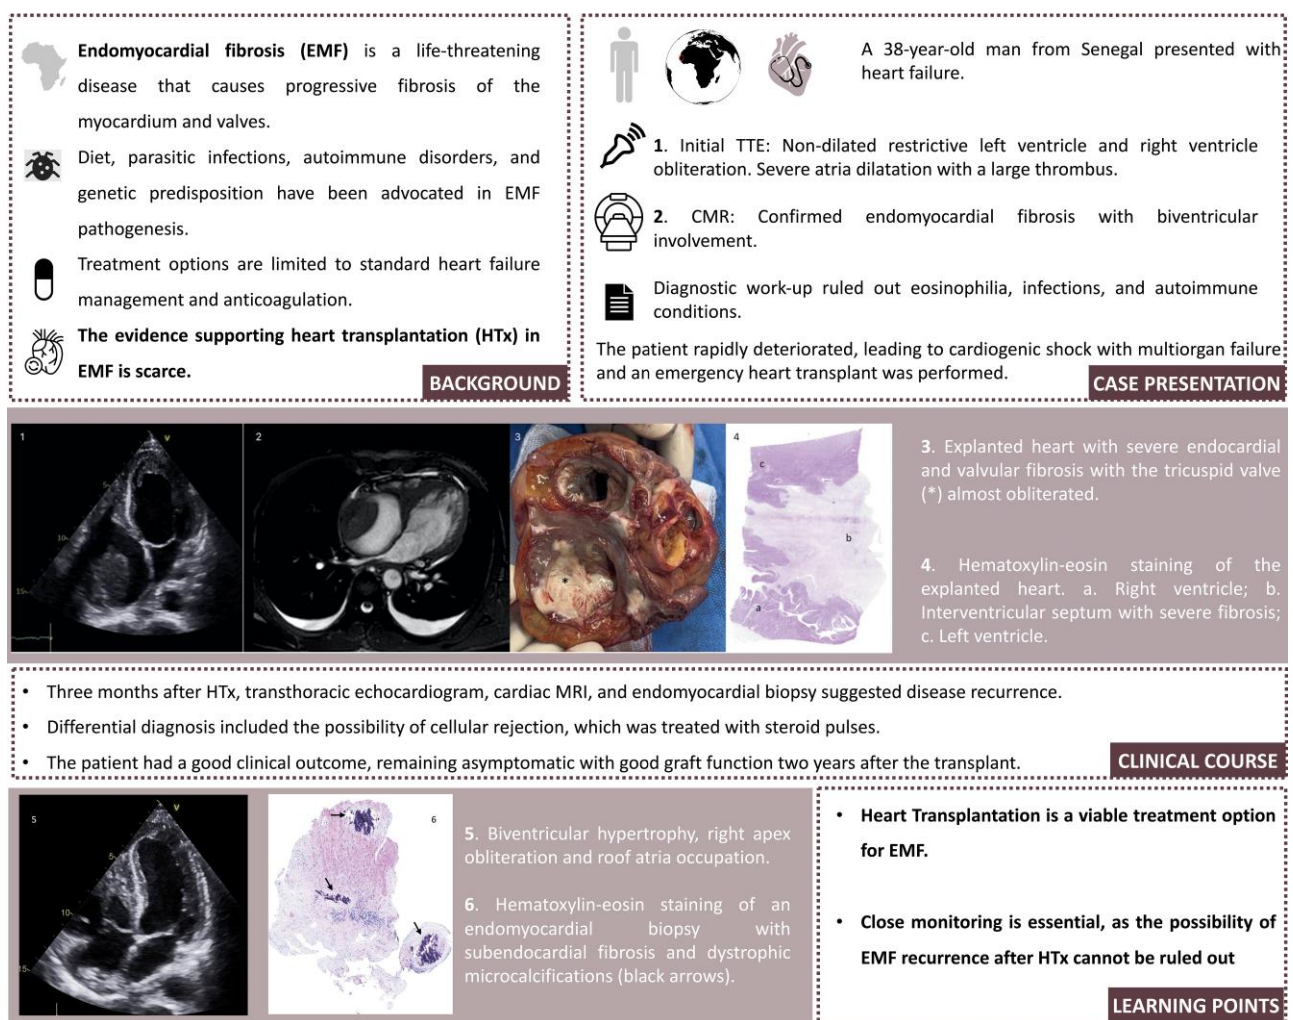 Endomyocardial fibrosis (EMF) is a life-threatening
disease that causes progressive fibrosis of the
myocardium and valves.
Diet, parasitic infections, autoimmune disorders, and
genetic predisposition have been advocated in EMF
pathogenesis.
Treatment options are limited to standard heart failure
management and anticoagulation.
The evidence supporting heart transplantation (HTx) in
EMF is scarce.
BACKGROUND
A 38-year-old man from Senegal presented with
heart failure.
1. Initial TTE: Non-dilated restrictive left ventricle and right ventricle
obliteration. Severe atria dilatation with a large thrombus.
2. CMR: Confirmed endomyocardial fibrosis with biventricular
involvement.
Diagnostic work-up ruled out eosinophilia, infections, and autoimmune
conditions.
The patient rapidly deteriorated, leading to cardiogenic shock with multiorgan failure
and an emergency heart transplant was performed.
CASE PRESENTATION
1
V
5
10
15
2
3
*
4
c
b
a
3. Explanted heart with severe endocardial
and valvular fibrosis with the tricuspid valve
(*) almost obliterated.
4. Hematoxylin-eosin staining of the
explanted heart. a. Right ventricle; b.
Interventricular septum with severe fibrosis;
c. Left ventricle.
• Three months after HTx, transthoracic echocardiogram, cardiac MRI, and endomyocardial biopsy suggested disease recurrence.
• Differential diagnosis included the possibility of cellular rejection, which was treated with steroid pulses.
• The patient had a good clinical outcome, remaining asymptomatic with good graft function two years after the transplant.
CLINICAL COURSE
5
V
5
10
15
6
5. Biventricular hypertrophy, right apex
obliteration and roof atria occupation.
6. Hematoxylin-eosin staining of an
endomyocardial biopsy with
subendocardial fibrosis and dystrophic
microcalcifications (black arrows).
• Heart Transplantation is a viable treatment option
for EMF.
• Close monitoring is essential, as the possibility of
EMF recurrence after HTx cannot be ruled out
LEARNING POINTS